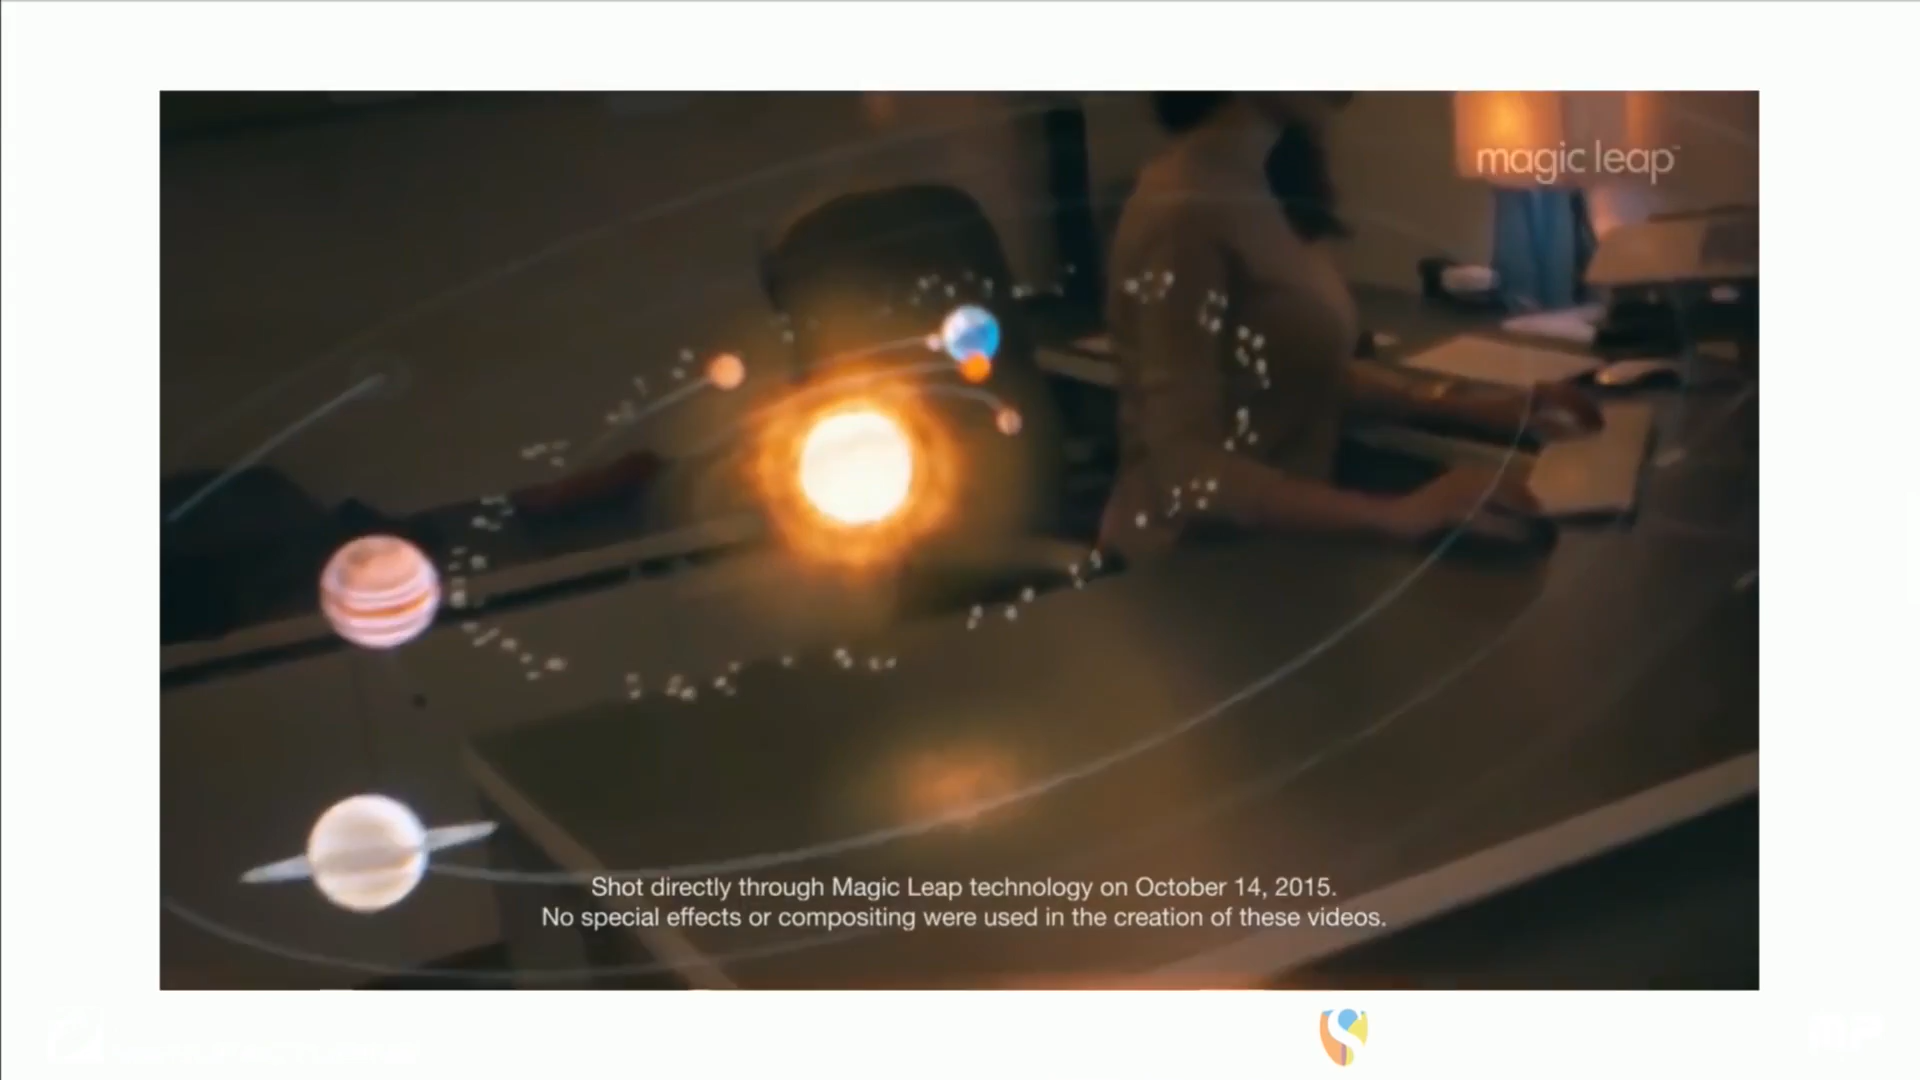 magic leap
Shot directly through Magic Leap technology on October 14, 2015.
No special effects or compositing were used in the creation of these videos.